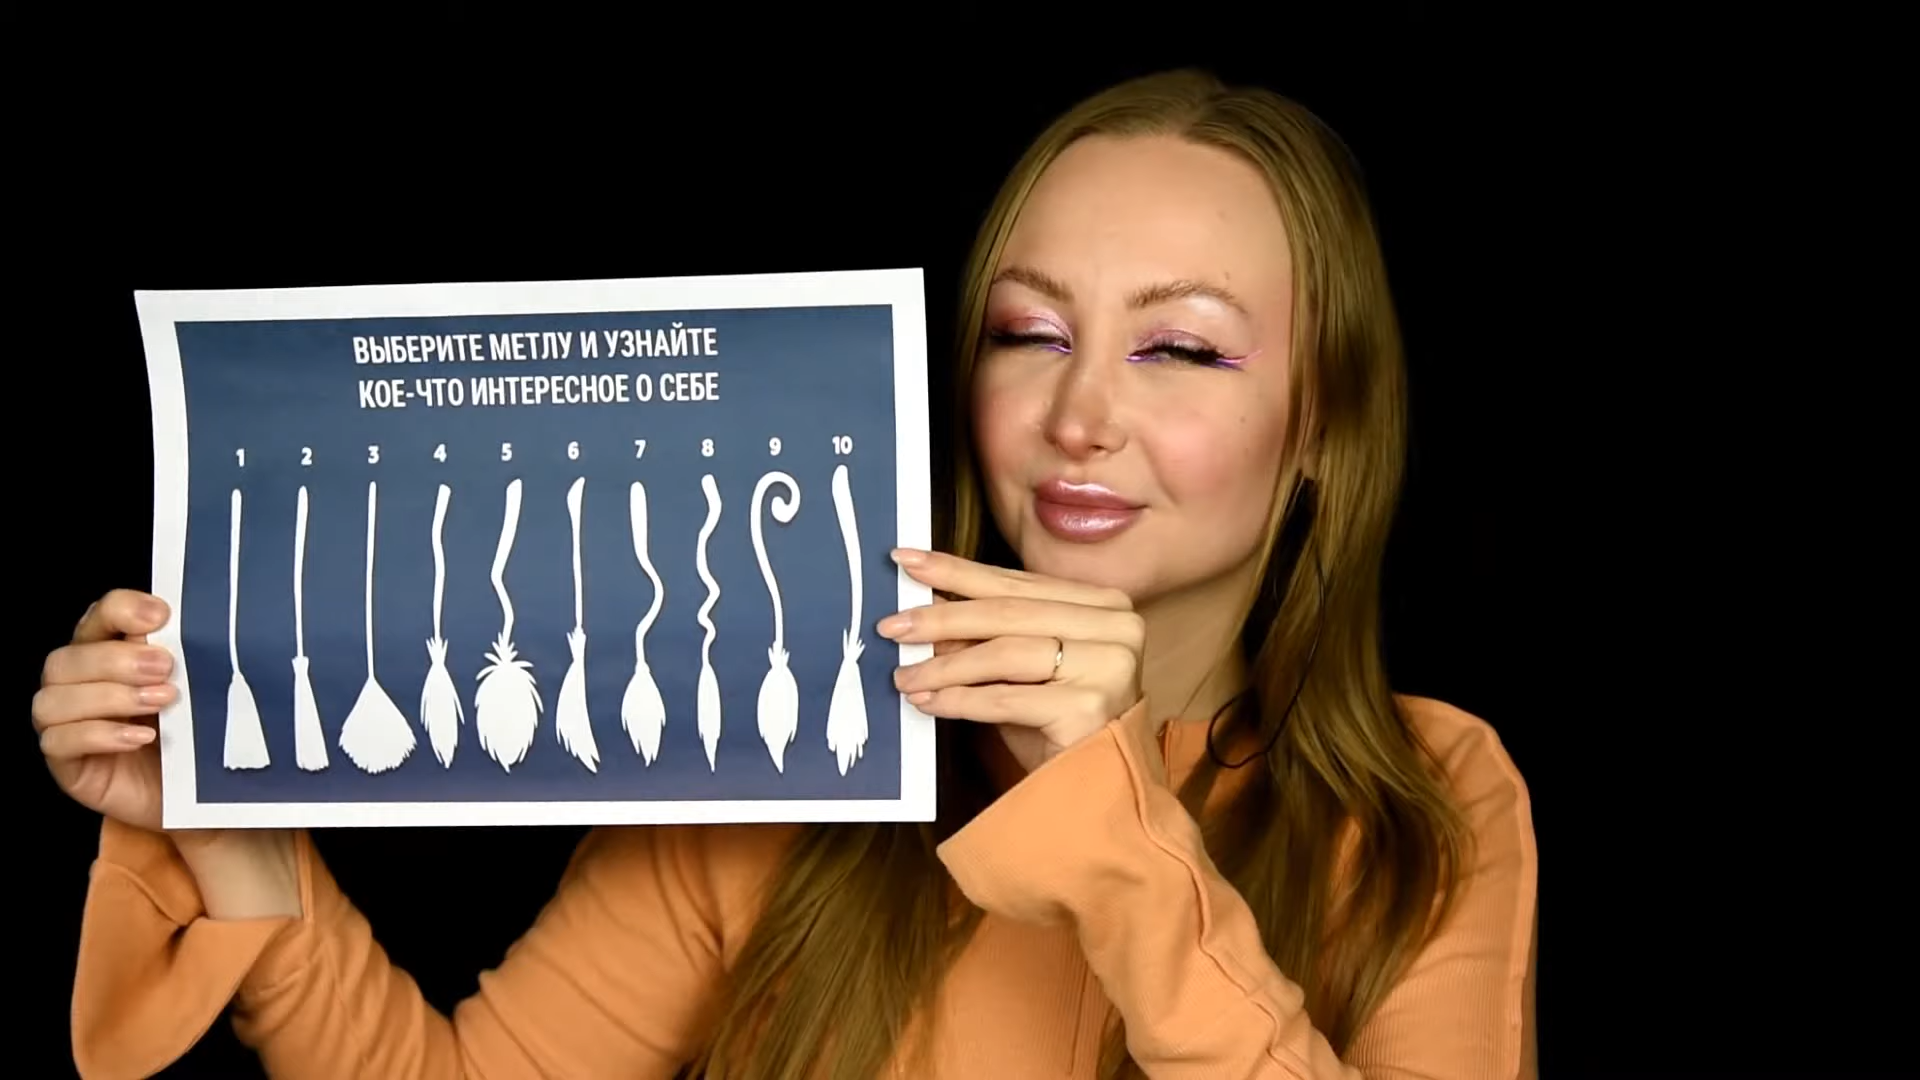 ВЫБЕРИТЕ МЕТЛУ И УЗНАЙТЕ
КОЕ-ЧТО ИНТЕРЕСНОЕ О СЕБЕ
1 2 3 4 5 6 7 8 9 10